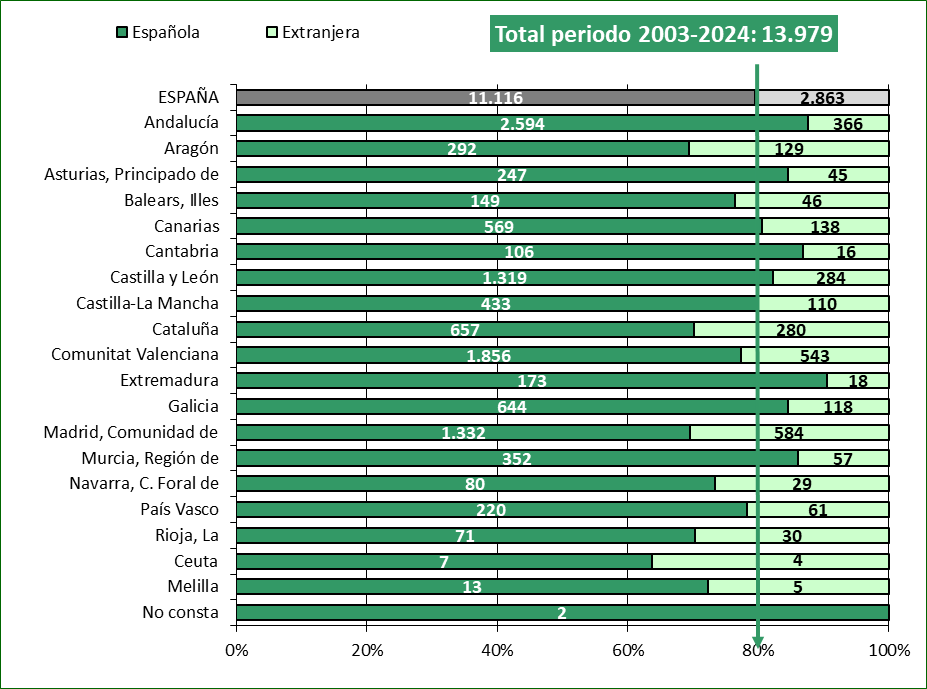 Española Extranjera
Total periodo 2003-2024: 13.979
ESPAÑA 11.116 2.863
Andalucía 2.594 366
Aragón 292 129
Asturias, Principado de 247 45
Balears, Illes 149 46
Canarias 569 138
Cantabria 106 16
Castilla y León 1.319 284
Castilla-La Mancha 433 110
Cataluña 657 280
Comunitat Valenciana 1.856 543
Extremadura 173 18
Galicia 644 118
Madrid, Comunidad de 1.332 584
Murcia, Región de 352 57
Navarra, C. Foral de 80 29
País Vasco 220 61
Rioja, La 71 30
Ceuta 7 4
Melilla 13 5
No consta 2
0% 20% 40% 60% 80% 100%